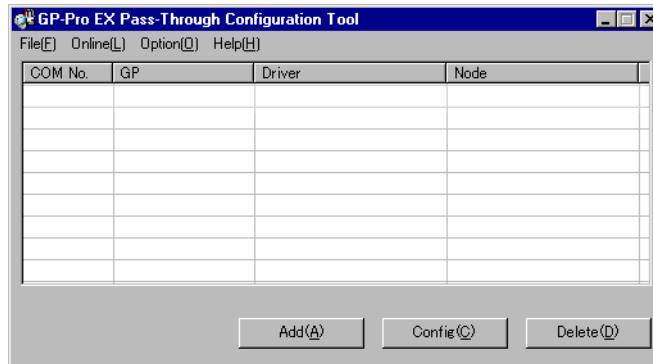 GP-Pro EX Pass-Through Configuration Tool
File(F) Online(L) Option(O) Help(H)
COM No. GP Driver Node
Add(A) Config(C) Delete(D)